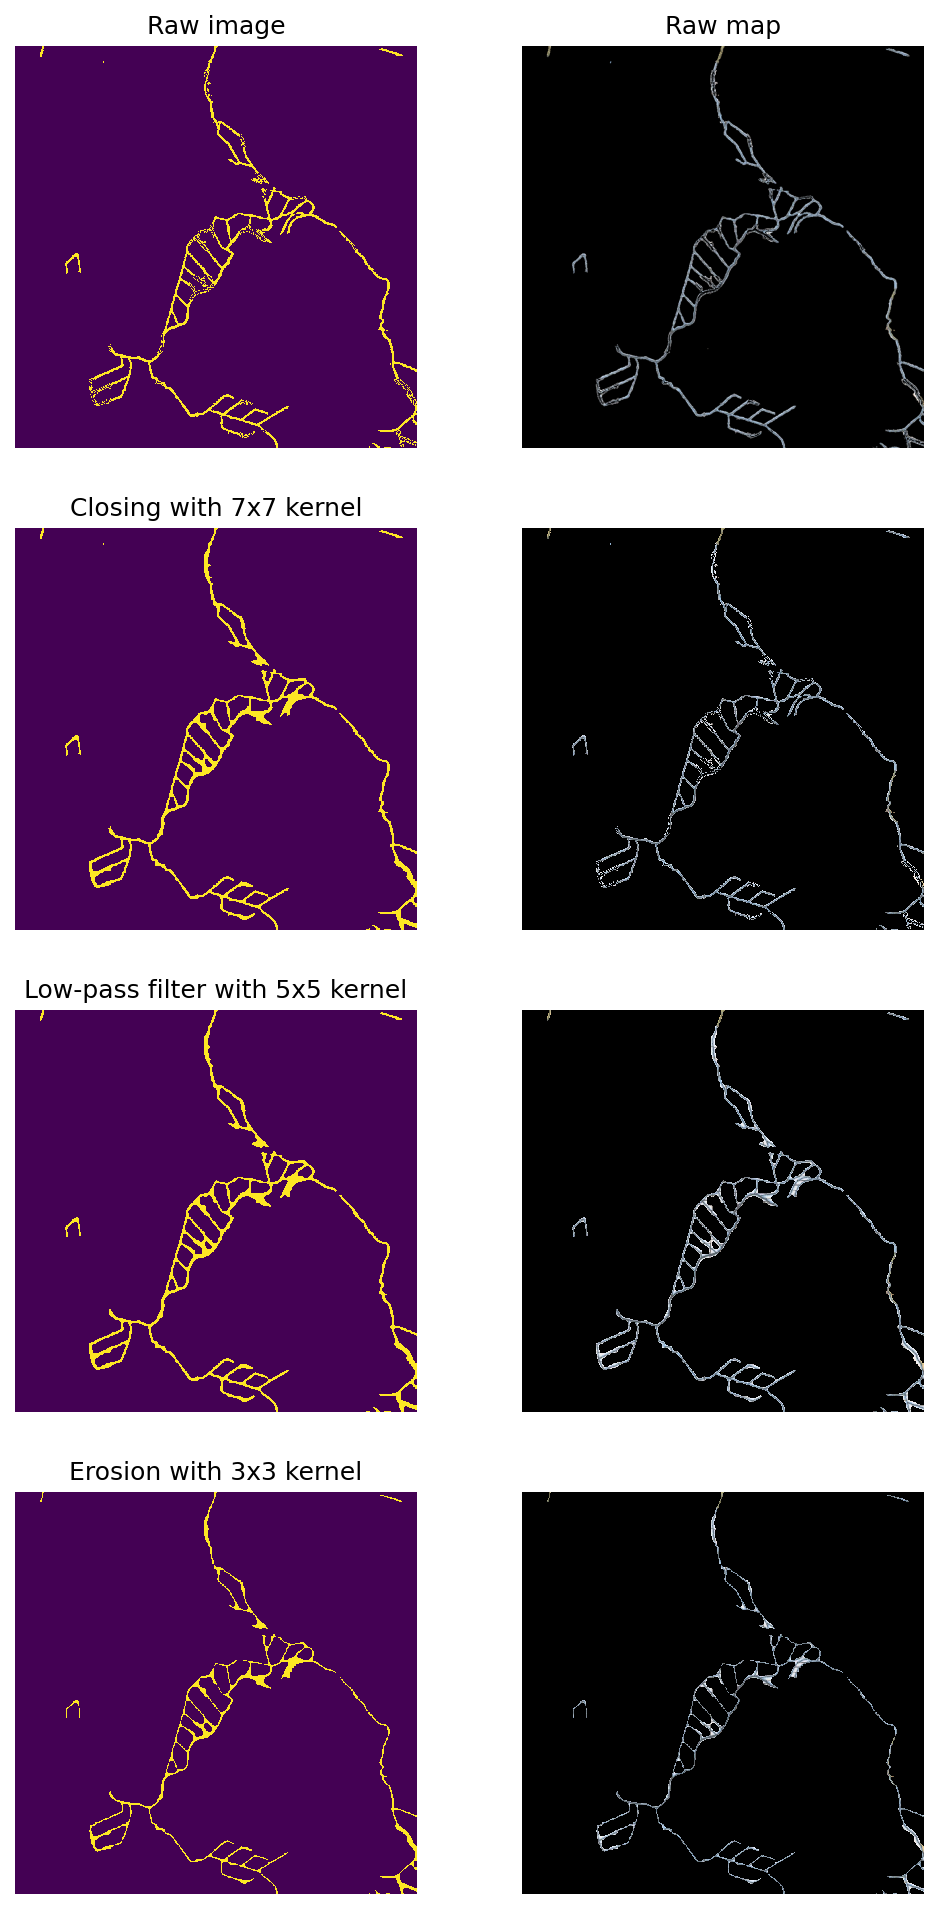 Raw image
Raw map
Closing with 7x7 kernel
Low-pass filter with 5x5 kernel
Erosion with 3x3 kernel